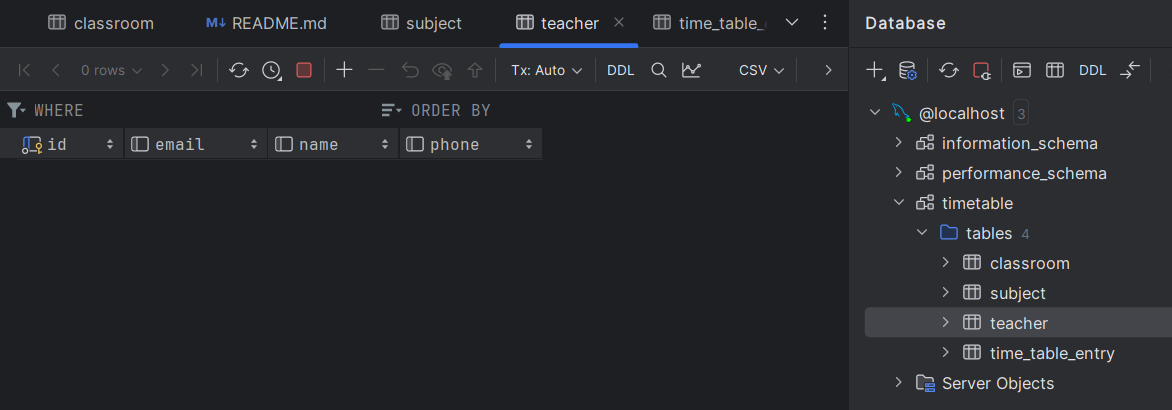 classroom README.md subject teacher time_table_
0 rows Tx: Auto DDL CSV
WHERE ORDER BY
id email name phone
Database
DDL
@localhost 3
information_schema
performance_schema
timetable
tables 4
classroom
subject
teacher
time_table_entry
Server Objects